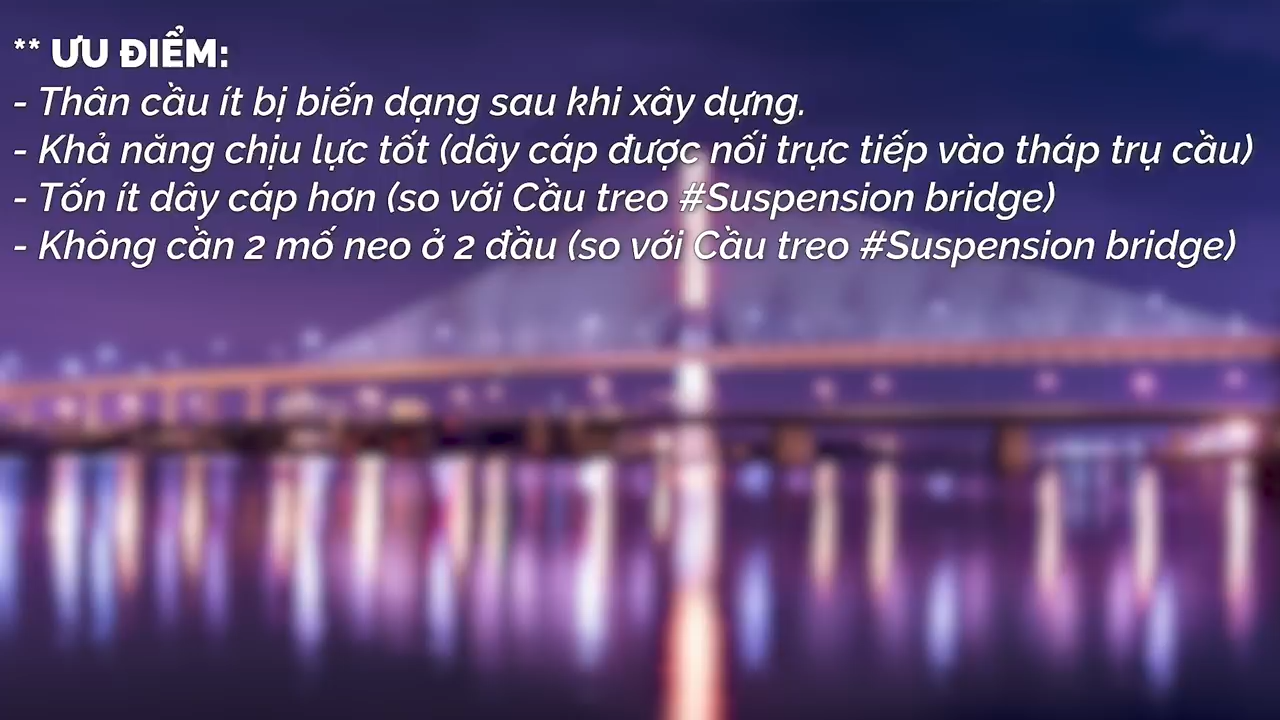 ** ƯU ĐIỂM:
- Thân cầu ít bị biến dạng sau khi xây dựng.
- Khả năng chịu lực tốt (dây cáp được nối trực tiếp vào tháp trụ cầu)
- Tốn ít dây cáp hơn (so với Cầu treo #Suspension bridge)
- Không cần 2 mố neo ở 2 đầu (so với Cầu treo #Suspension bridge)